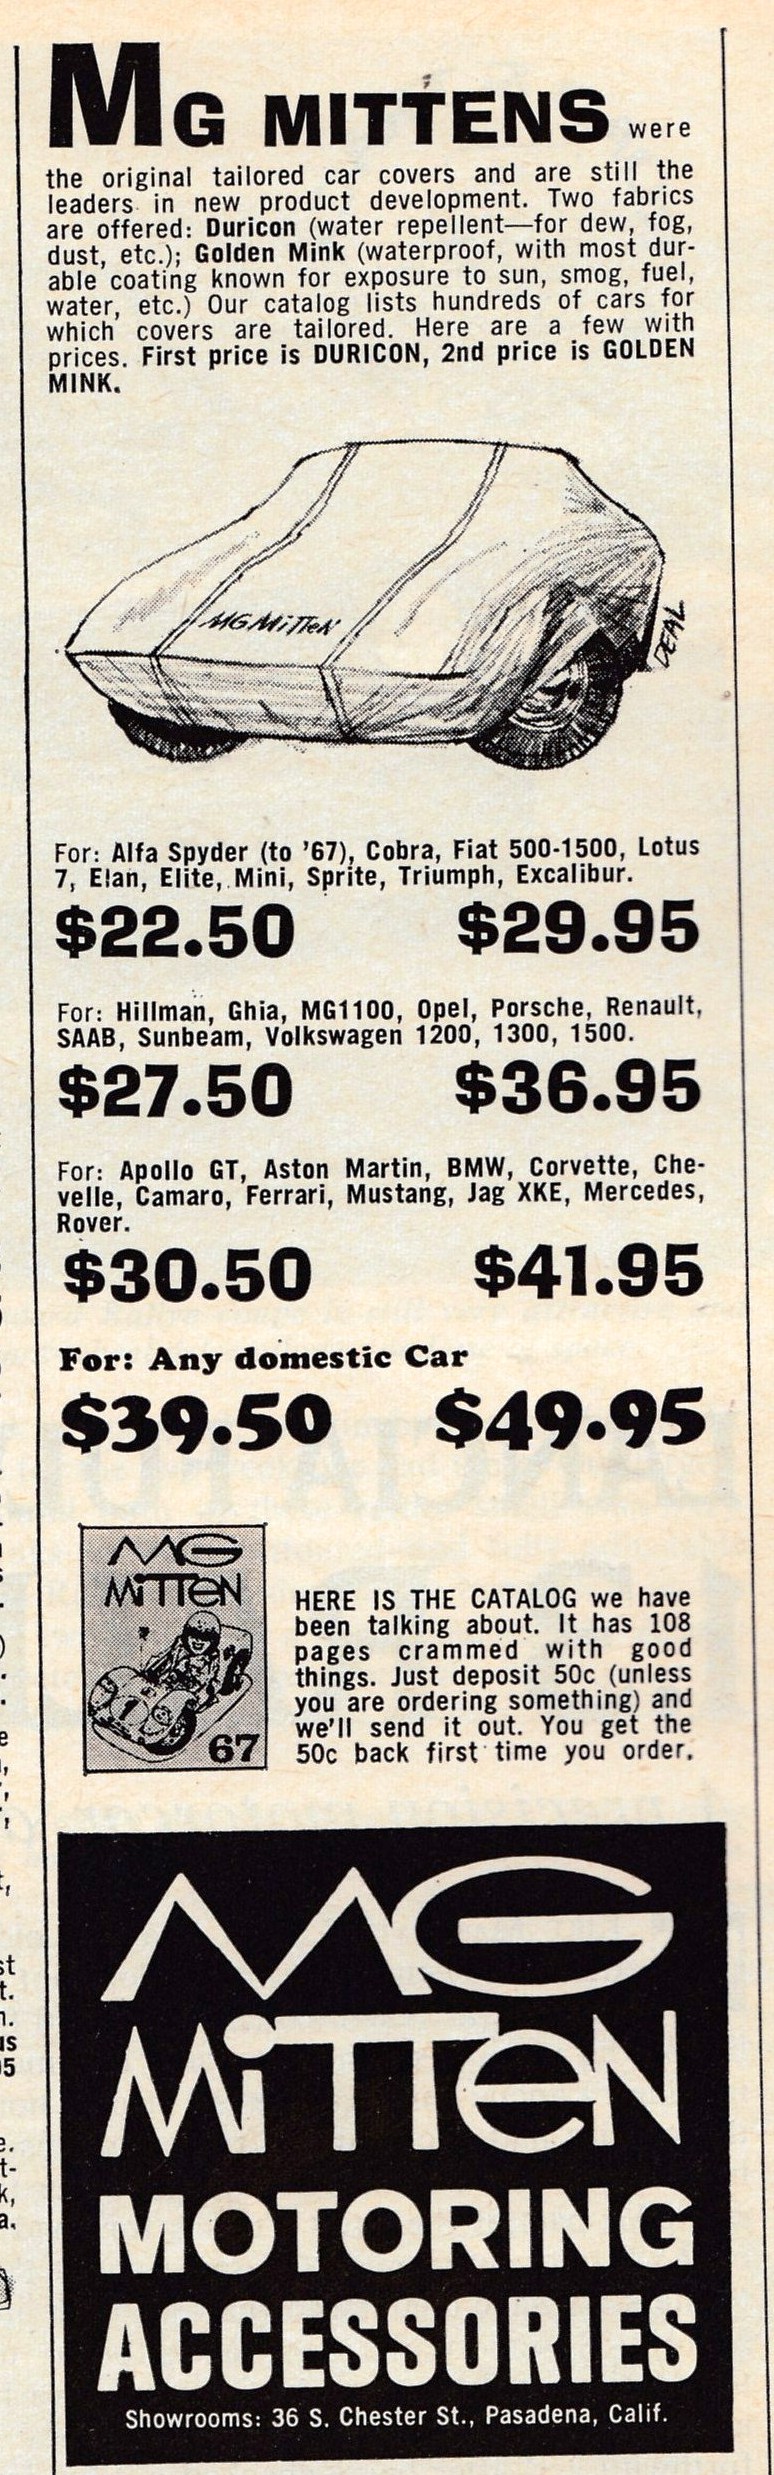 MG MITTENS were
the original tailored car covers and are still the
leaders in new product development. Two fabrics
are offered: Duricon (water repellent—for dew, fog,
dust, etc.); Golden Mink (waterproof, with most dur-
able coating known for exposure to sun, smog, fuel,
water, etc.) Our catalog lists hundreds of cars for
which covers are tailored. Here are a few with
prices. First price is DURICON, 2nd price is GOLDEN
MINK.
MG MiTTeN
DEAL
For: Alfa Spyder (to '67), Cobra, Fiat 500-1500, Lotus
7, Elan, Elite, Mini, Sprite, Triumph, Excalibur.
$22.50 $29.95
For: Hillman, Ghia, MG1100, Opel, Porsche, Renault,
SAAB, Sunbeam, Volkswagen 1200, 1300, 1500.
$27.50 $36.95
For: Apollo GT, Aston Martin, BMW, Corvette, Che-
velle, Camaro, Ferrari, Mustang, Jag XKE, Mercedes,
Rover.
$30.50 $41.95
For: Any domestic Car
$39.50 $49.95
MG
MiTTeN
1
67
HERE IS THE CATALOG we have
been talking about. It has 108
pages crammed with good
things. Just deposit 50c (unless
you are ordering something) and
we'll send it out. You get the
50c back first time you order.
MG
MiTTeN
MOTORING
ACCESSORIES
Showrooms: 36 S. Chester St., Pasadena, Calif.